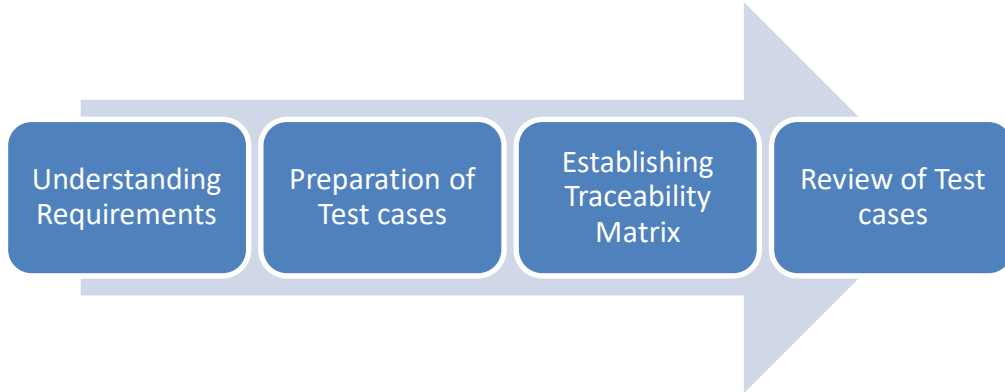 Understanding
Requirements
Preparation of
Test cases
Establishing
Traceability
Matrix
Review of Test
cases